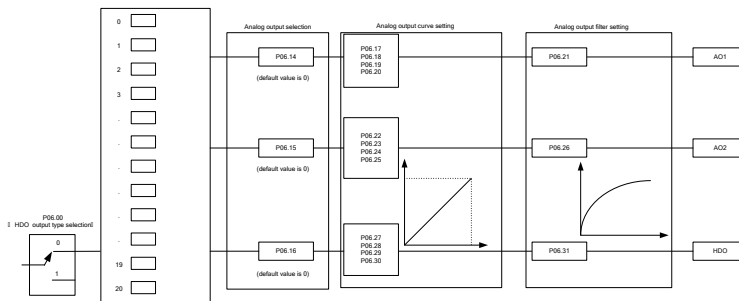 Analog output selection
Analog output curve setting
Analog output filter setting
0
1
2
3
.
.
.
.
.
.
19
20
P06.14
(default value is 0)
P06.17
P06.18
P06.19
P06.20
P06.21
AO1
P06.15
(default value is 0)
P06.22
P06.23
P06.24
P06.25
P06.26
AO2
P06.00
HDO output type selection
0
1
P06.16
(default value is 0)
P06.27
P06.28
P06.29
P06.30
P06.31
HDO